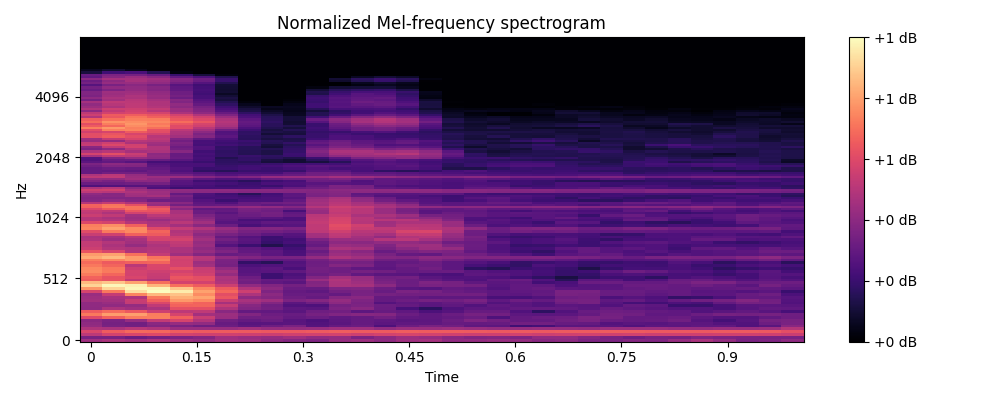 Normalized Mel-frequency spectrogram
Hz
4096
2048
1024
512
0
0 0.15 0.3 0.45 0.6 0.75 0.9
Time
+1 dB
+1 dB
+1 dB
+0 dB
+0 dB
+0 dB